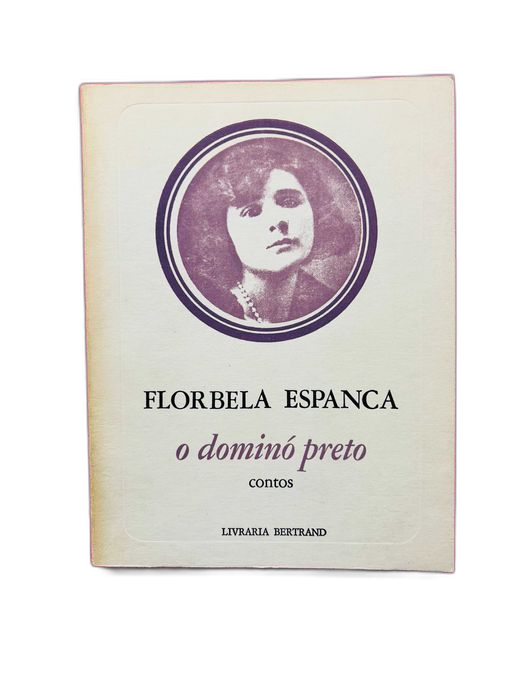 FLORBELA ESPANCA
o dominó preto
contos
LIVRARIA BERTRAND